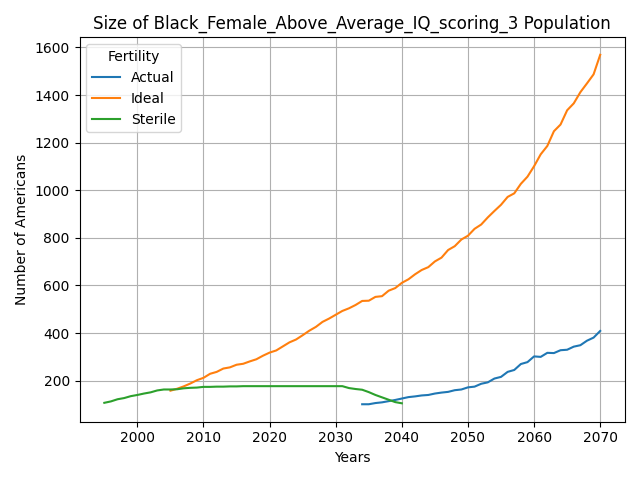 Size of Black_Female_Above_Average_IQ_scoring_3 Population
Fertility
Actual
Ideal
Sterile
Number of Americans
1600
1400
1200
1000
800
600
400
200
2000 2010 2020 2030 2040 2050 2060 2070
Years